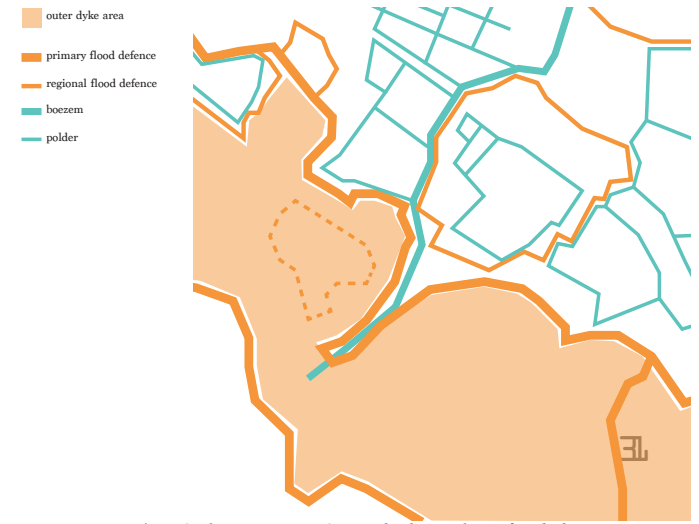 outer dyke area
primary flood defence
regional flood defence
boezem
polder